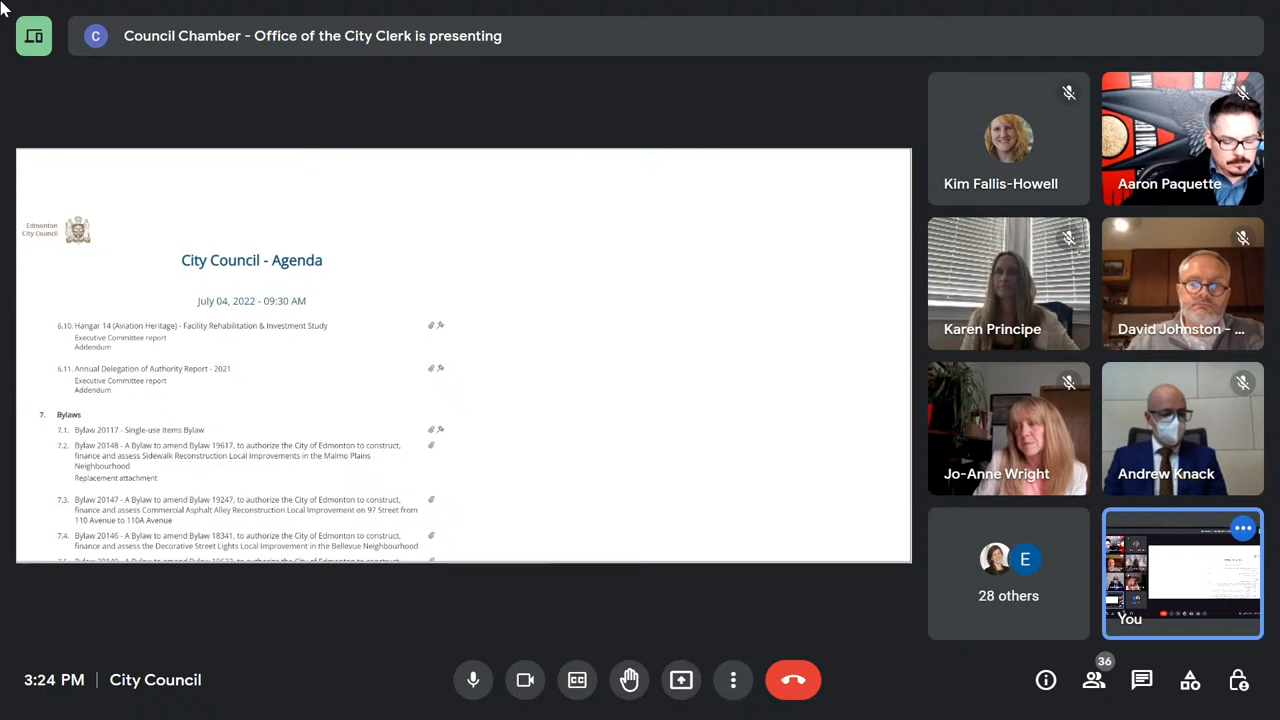 Council Chamber - Office of the City Clerk is presenting
C
Edmonton
City Council
City Council - Agenda
July 04, 2022 - 09:30 AM
6.10. Hangar 14 (Aviation Heritage) - Facility Rehabilitation & Investment Study
Executive Committee report
Addendum
6.11. Annual Delegation of Authority Report - 2021
Executive Committee report
Addendum
7. Bylaws
7.1. Bylaw 20117 - Single-use Items Bylaw
7.2. Bylaw 20148 - A Bylaw to amend Bylaw 19617, to authorize the City of Edmonton to construct,
finance and assess Sidewalk Reconstruction Local Improvements in the Malmo Plains
Neighbourhood
Replacement attachment
7.3. Bylaw 20147 - A Bylaw to amend Bylaw 19247, to authorize the City of Edmonton to construct,
finance and assess Commercial Asphalt Alley Reconstruction Local Improvement on 97 Street from
110 Avenue to 110A Avenue
7.4. Bylaw 20146 - A Bylaw to amend Bylaw 18341, to authorize the City of Edmonton to construct,
finance and assess the Decorative Street Lights Local Improvement in the Bellevue Neighbourhood
Kim Fallis-Howell
Aaron Paquette
Karen Principe
David Johnston - ...
Jo-Anne Wright
Andrew Knack
E
28 others
You
3:24 PM | City Council
CC
36